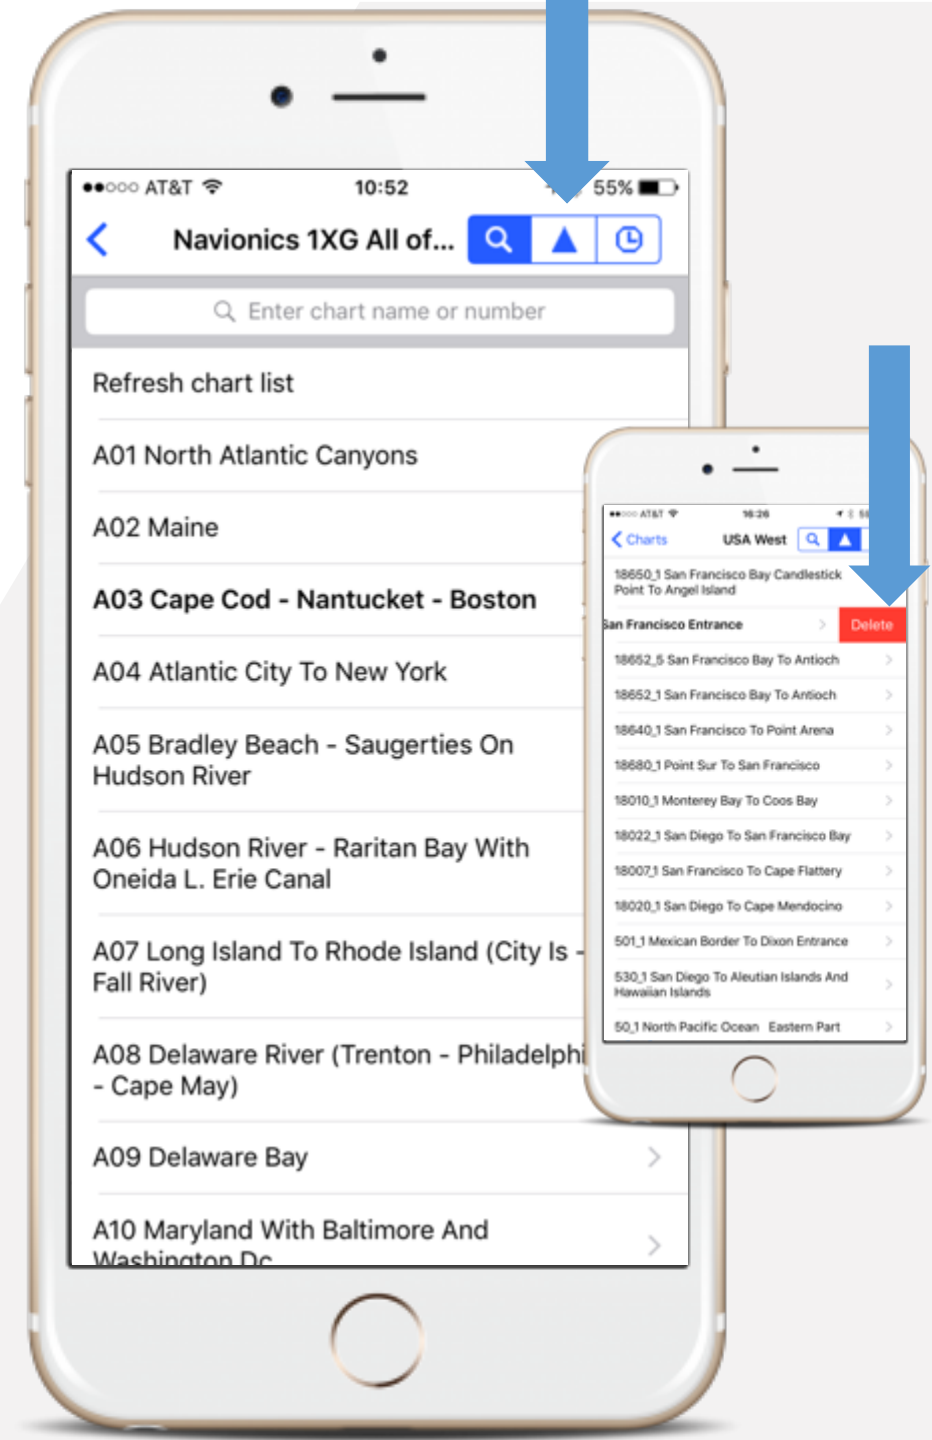 AT&T
10:52
55%
Navionics 1XG All of...
Enter chart name or number
Refresh chart list
A01 North Atlantic Canyons
A02 Maine
A03 Cape Cod - Nantucket - Boston
A04 Atlantic City To New York
A05 Bradley Beach - Saugerties On
Hudson River
A06 Hudson River - Raritan Bay With
Oneida L. Erie Canal
A07 Long Island To Rhode Island (City Is -
Fall River)
A08 Delaware River (Trenton - Philadelphi
- Cape May)
A09 Delaware Bay
A10 Maryland With Baltimore And
Washington Dc
AT&T
16:26
Charts
USA West
18650_1 San Francisco Bay Candlestick
Point To Angel Island
San Francisco Entrance
Delete
18652_5 San Francisco Bay To Antioch
18652_1 San Francisco Bay To Antioch
18640_1 San Francisco To Point Arena
18680_1 Point Sur To San Francisco
18010_1 Monterey Bay To Coos Bay
18022_1 San Diego To San Francisco Bay
18007_1 San Francisco To Cape Flattery
18020_1 San Diego To Cape Mendocino
501_1 Mexican Border To Dixon Entrance
530_1 San Diego To Aleutian Islands And
Hawaiian Islands
50_1 North Pacific Ocean Eastern Part